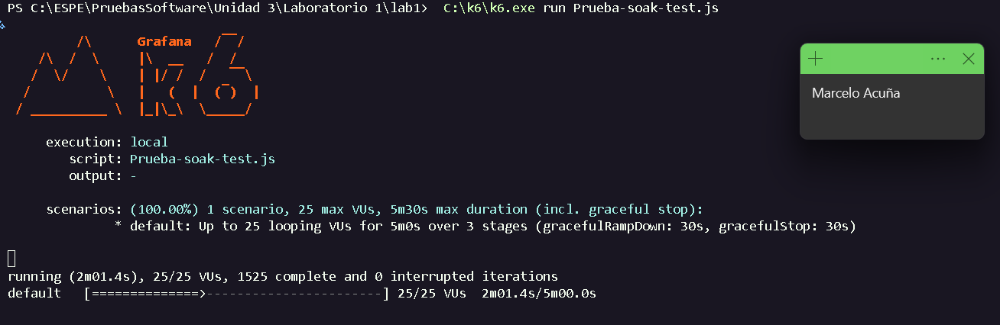 PS C:\ESPE\PruebasSoftware\Unidad 3\Laboratorio 1\lab1> C:\k6\k6.exe run Prueba-soak-test.js
Grafana
k6
Marcelo Acuña
execution: local
script: Prueba-soak-test.js
output: -
scenarios: (100.00%) 1 scenario, 25 max VUs, 5m30s max duration (incl. graceful stop):
* default: Up to 25 looping VUs for 5m0s over 3 stages (gracefulRampDown: 30s, gracefulStop: 30s)
running (2m01.4s), 25/25 VUs, 1525 complete and 0 interrupted iterations
default [==============>-----------------------] 25/25 VUs 2m01.4s/5m00.0s